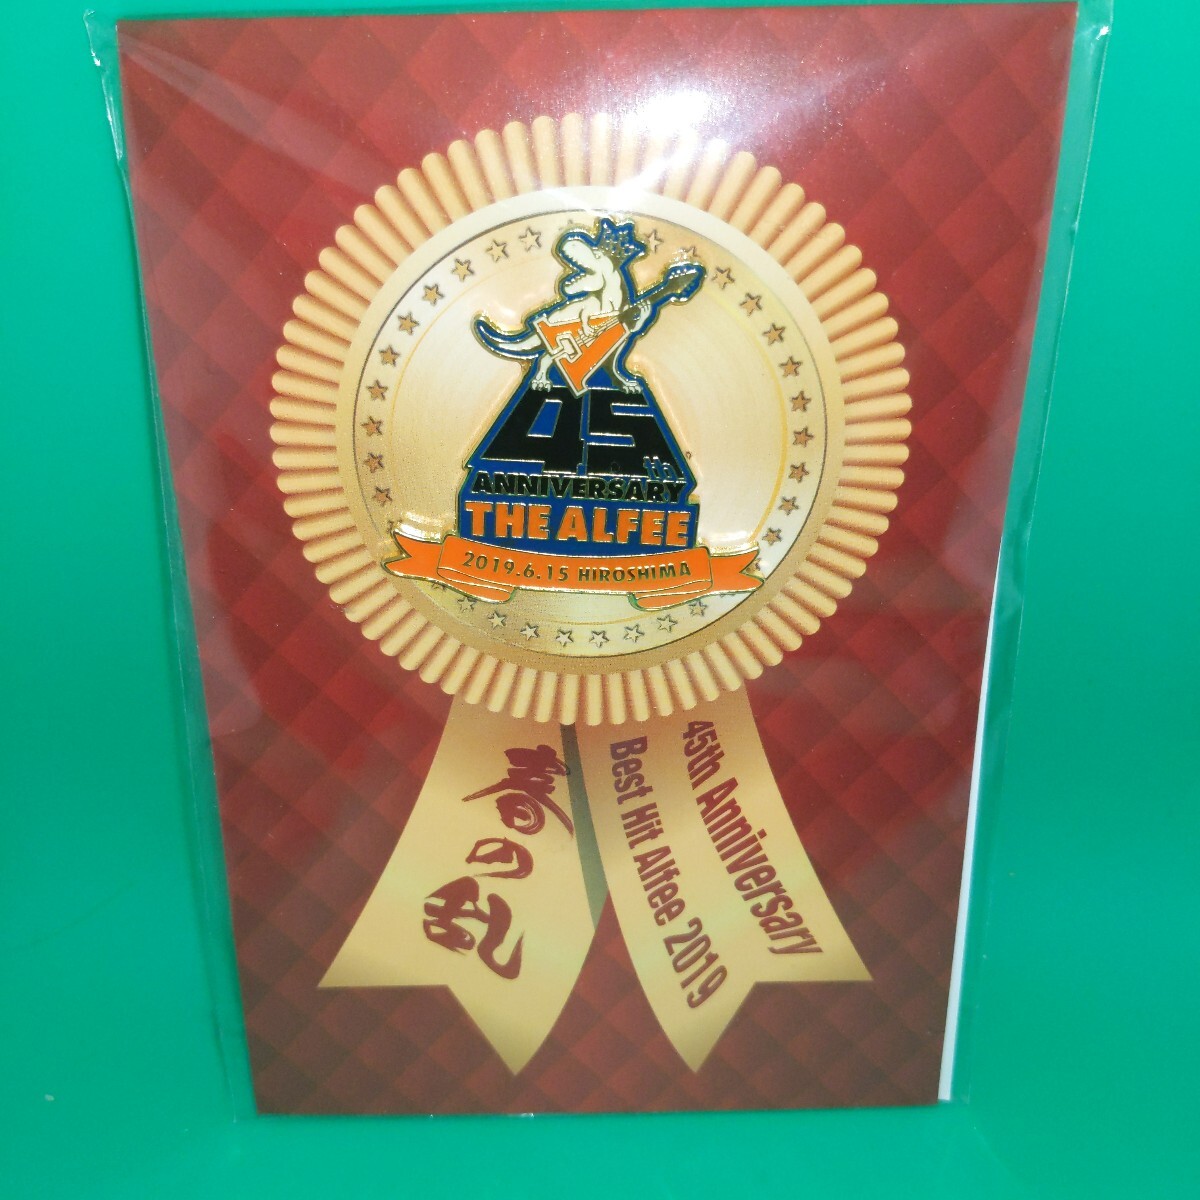 45th
ANNIVERSARY
THE ALFEE
2019.6.15 HIROSHIMA
春の乱
45th Anniversary
Best Hit Alfee 2019